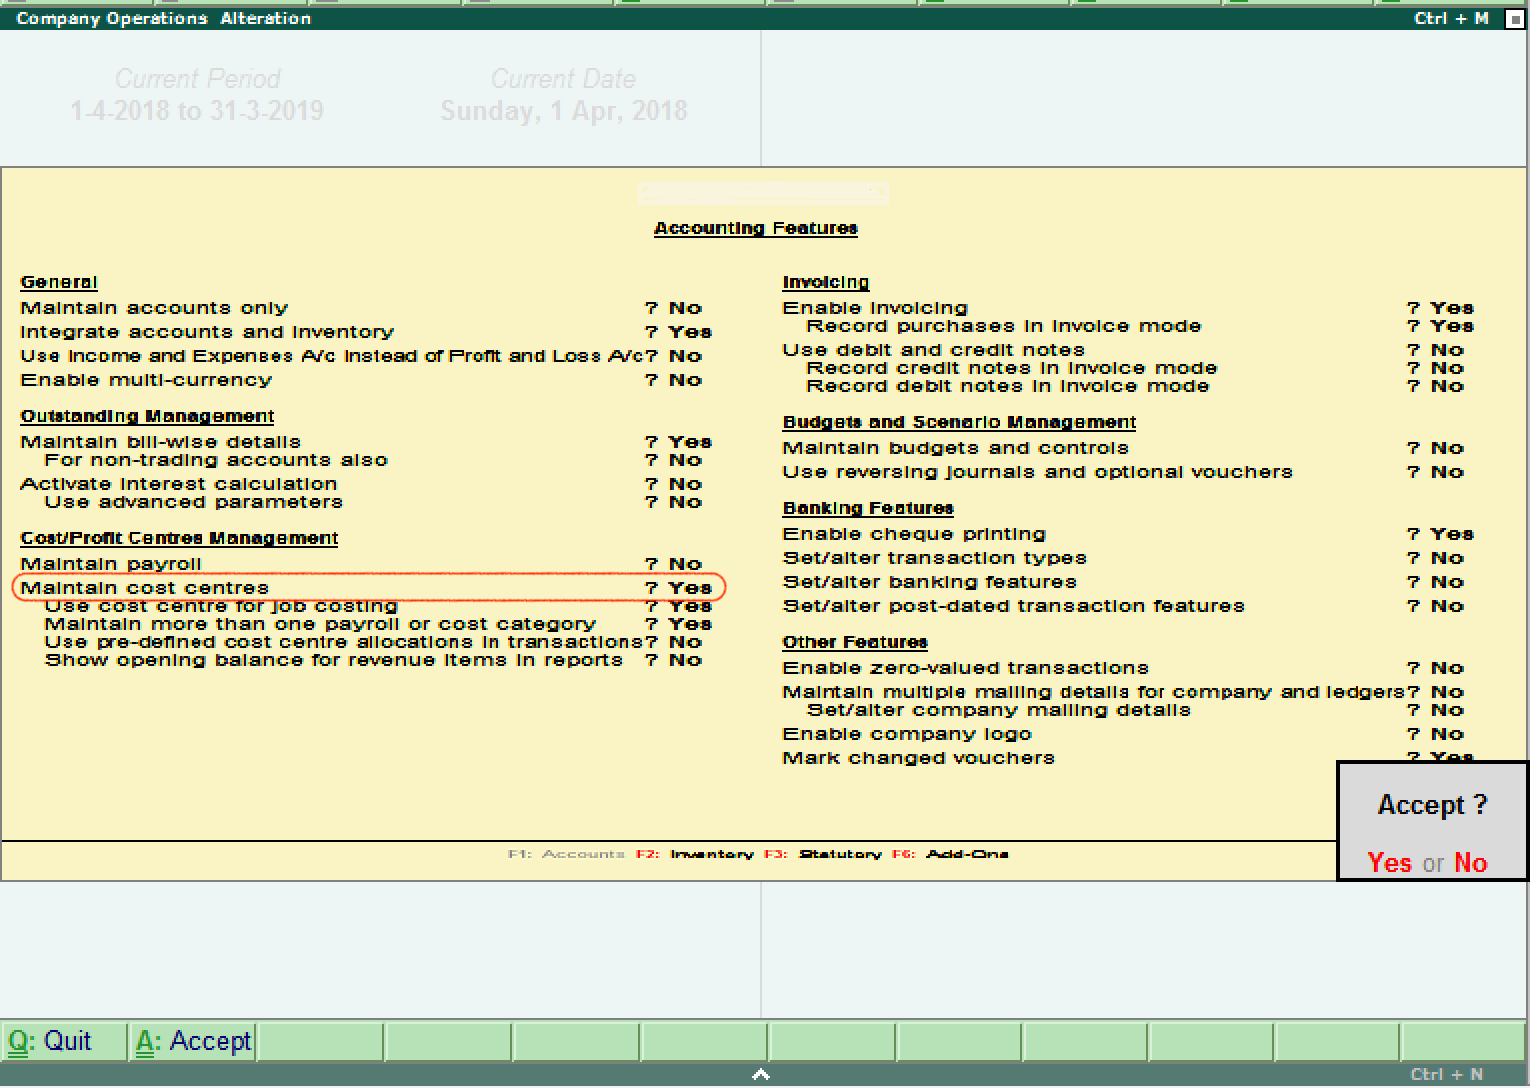 Company Operations Alteration Ctrl + M
Current Period Current Date
1-4-2018 to 31-3-2019 Sunday, 1 Apr, 2018
Accounting Features
General
Maintain accounts only ? No
Integrate accounts and inventory ? Yes
Use Income and Expenses A/c instead of Profit and Loss A/c ? No
Enable multi-currency ? No
Outstanding Management
Maintain bill-wise details ? Yes
For non-trading accounts also ? No
Activate interest calculation ? No
Use advanced parameters ? No
Cost/Profit Centres Management
Maintain payroll ? No
Maintain cost centres ? Yes
Use cost centre for job costing ? Yes
Maintain more than one payroll or cost category ? Yes
Use pre-defined cost centre allocations in transactions ? No
Show opening balance for revenue items in reports ? No
Invoicing
Enable invoicing ? Yes
Record purchases in invoice mode ? Yes
Use debit and credit notes ? No
Record credit notes in invoice mode ? No
Record debit notes in invoice mode ? No
Budgets and Scenario Management
Maintain budgets and controls ? No
Use reversing journals and optional vouchers ? No
Banking Features
Enable cheque printing ? Yes
Set/alter transaction types ? No
Set/alter banking features ? No
Set/alter post-dated transaction features ? No
Other Features
Enable zero-valued transactions ? No
Maintain multiple mailing details for company and ledgers ? No
Set/alter company mailing details ? No
Enable company logo ? No
Mark changed vouchers ? Yes
Accept ?
Yes or No
F1: Accounts F2: Inventory F3: Statutory F6: Add-Ons
Q: Quit A: Accept
Ctrl + N